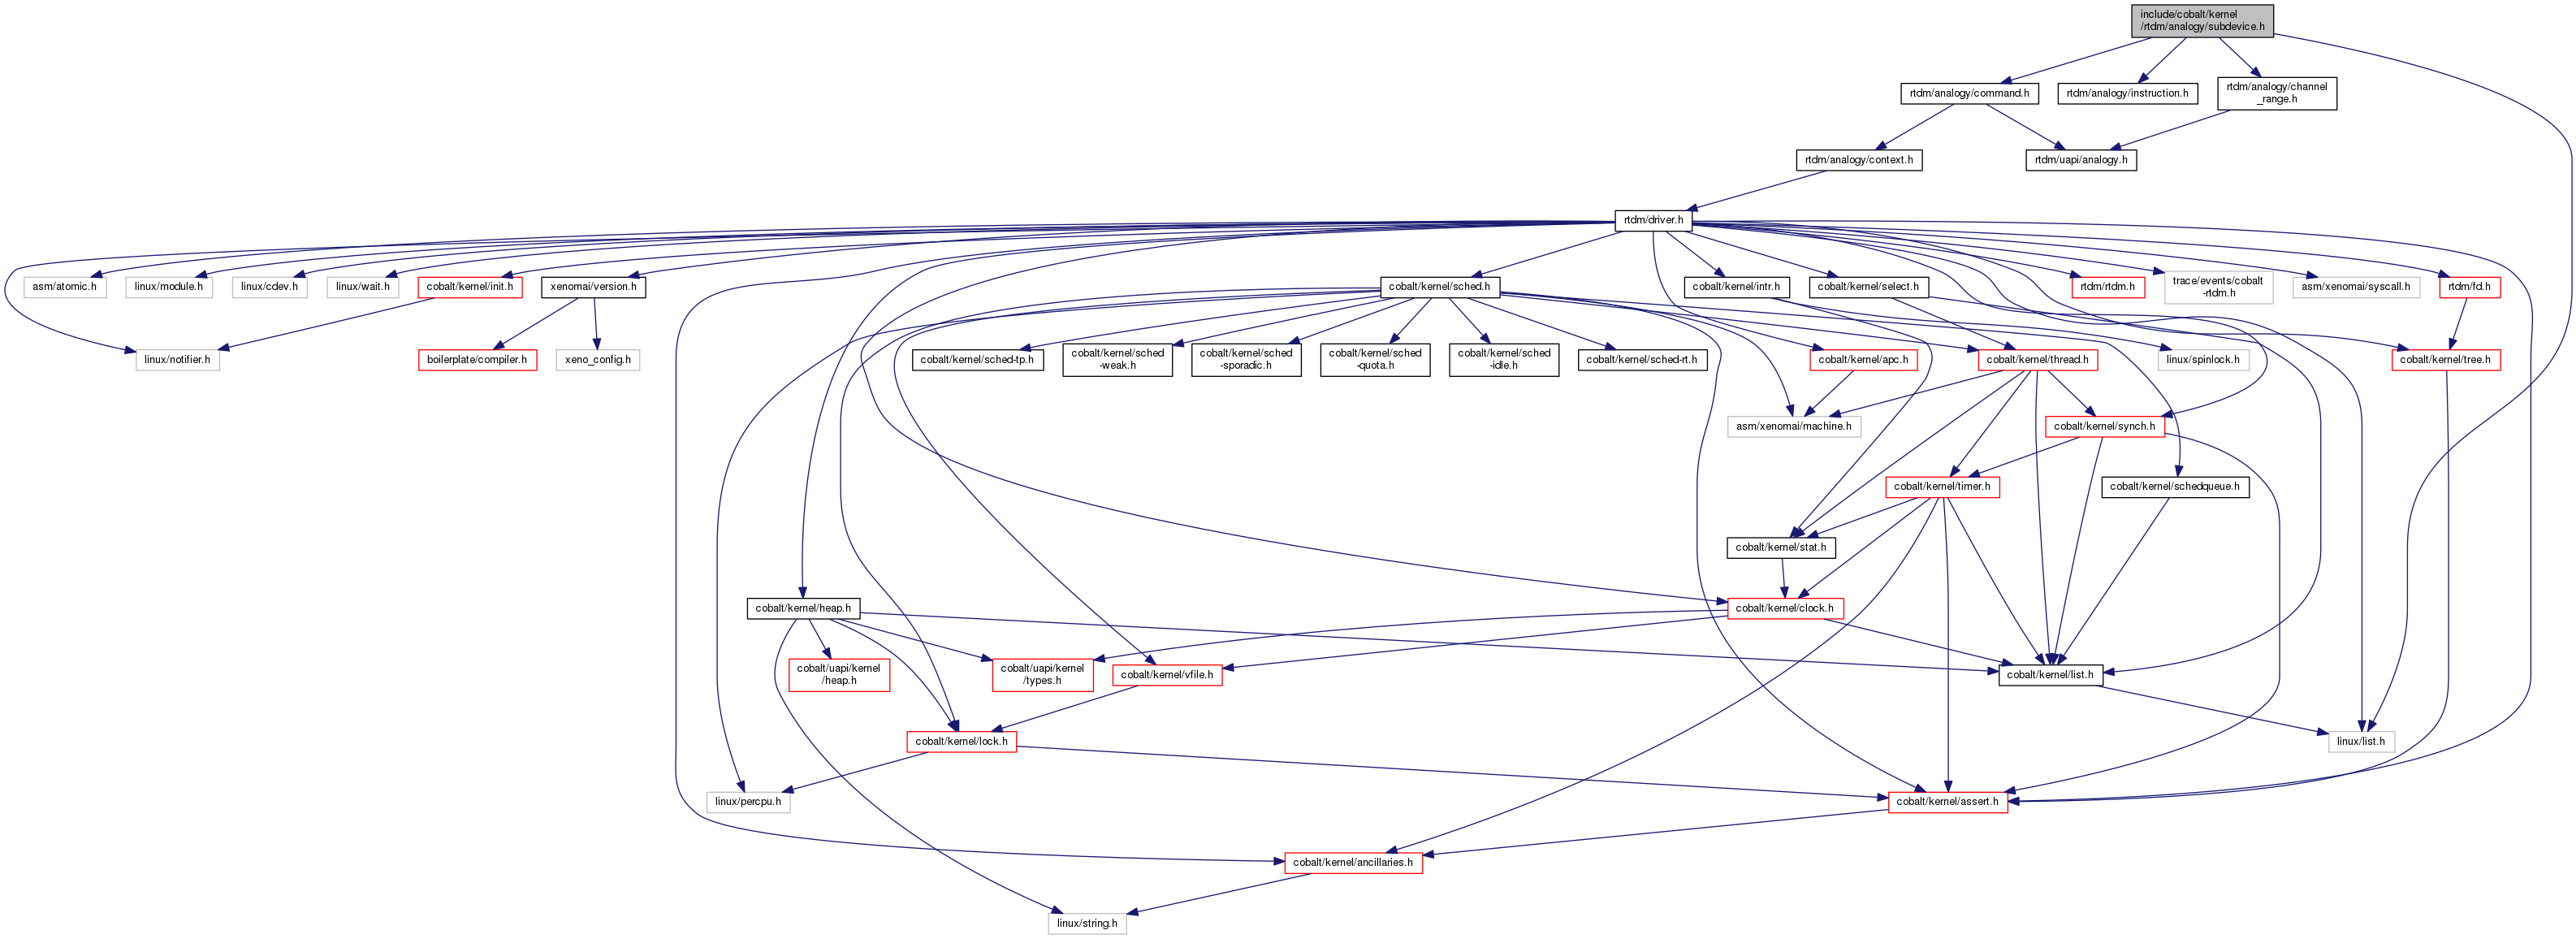 include/cobalt/kernel
/rtdm/analogy/subdevice.h
rtdm/analogy/command.h
rtdm/analogy/instruction.h
rtdm/analogy/channel
_range.h
rtdm/analogy/context.h
rtdm/uapi/analogy.h
rtdm/driver.h
asm/atomic.h
linux/module.h
linux/cdev.h
linux/wait.h
cobalt/kernel/init.h
xenomai/version.h
cobalt/kernel/sched.h
cobalt/kernel/intr.h
cobalt/kernel/select.h
rtdm/rtdm.h
trace/events/cobalt
-rtdm.h
asm/xenomai/syscall.h
rtdm/fd.h
linux/notifier.h
boilerplate/compiler.h
xeno_config.h
cobalt/kernel/sched-tp.h
cobalt/kernel/sched
-weak.h
cobalt/kernel/sched
-sporadic.h
cobalt/kernel/sched
-quota.h
cobalt/kernel/sched
-idle.h
cobalt/kernel/sched-rt.h
cobalt/kernel/apc.h
cobalt/kernel/thread.h
linux/spinlock.h
cobalt/kernel/tree.h
asm/xenomai/machine.h
cobalt/kernel/synch.h
cobalt/kernel/timer.h
cobalt/kernel/schedqueue.h
cobalt/kernel/stat.h
cobalt/kernel/heap.h
cobalt/kernel/clock.h
cobalt/uapi/kernel
/heap.h
cobalt/uapi/kernel
/types.h
cobalt/kernel/vfile.h
cobalt/kernel/list.h
cobalt/kernel/lock.h
linux/list.h
linux/percpu.h
cobalt/kernel/assert.h
cobalt/kernel/ancillaries.h
linux/string.h